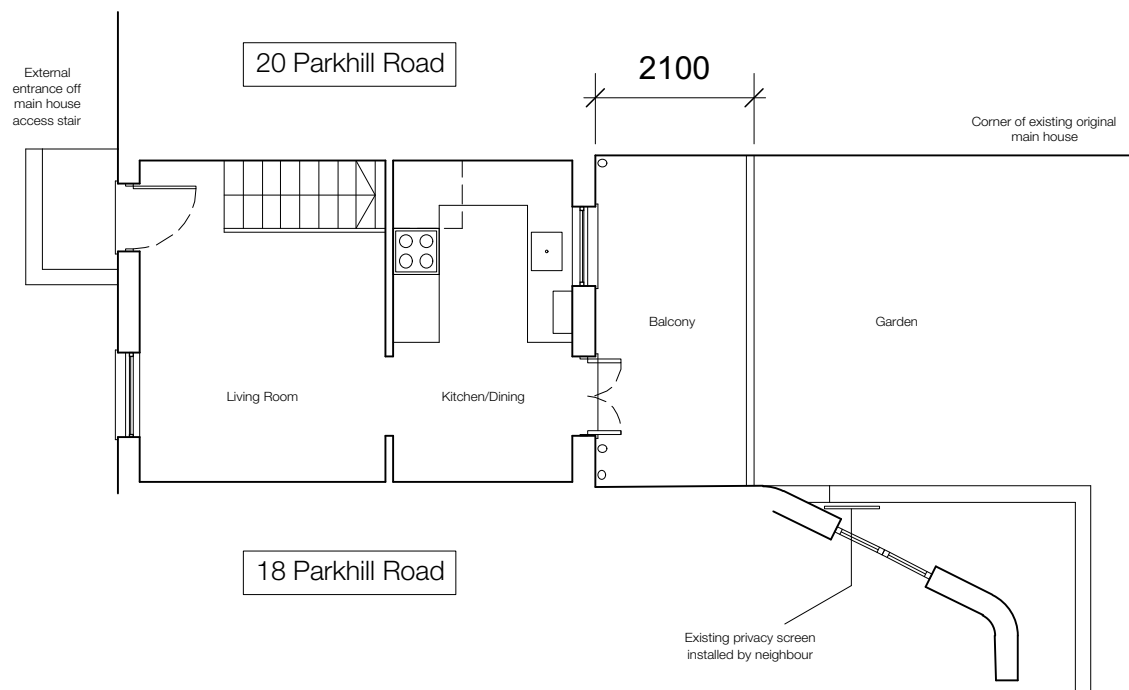 20 Parkhill Road
2100
External
entrance off
main house
access stair
Corner of existing original
main house
Balcony
Garden
Living Room
Kitchen/Dining
18 Parkhill Road
Existing privacy screen
installed by neighbour